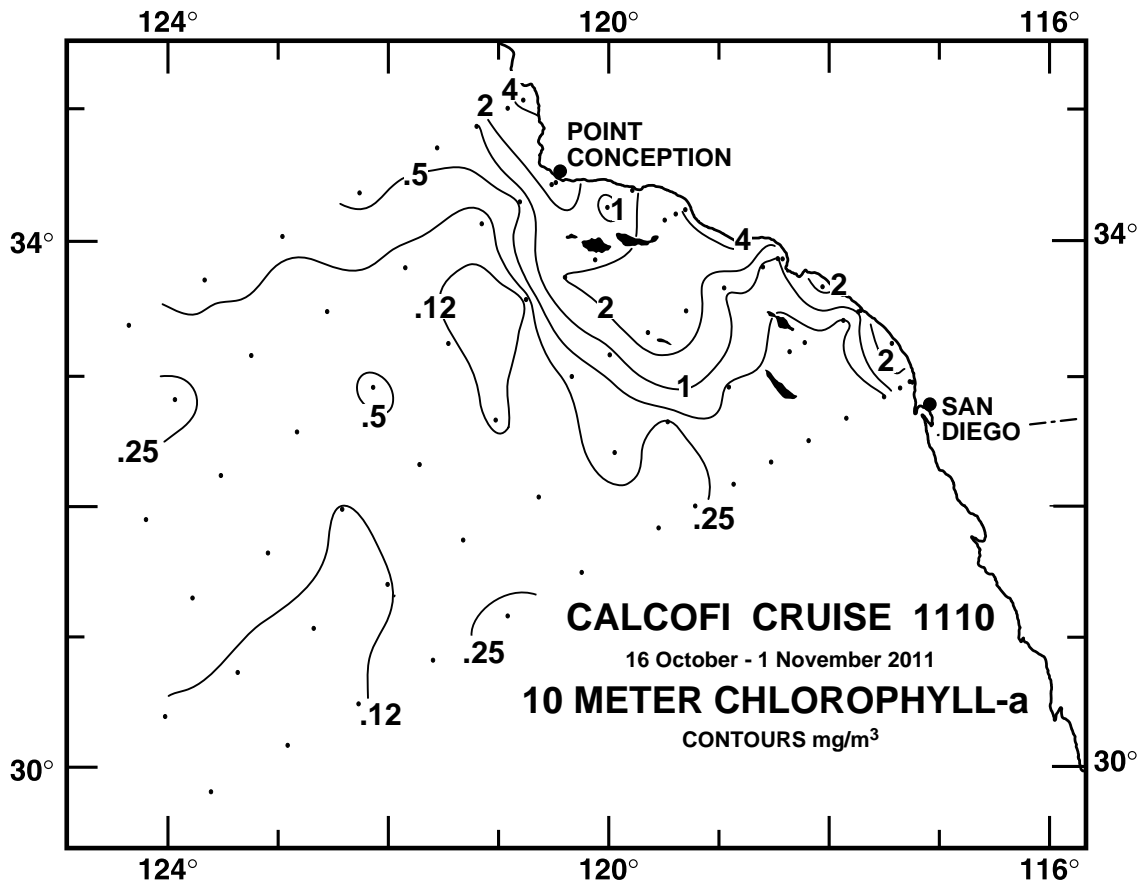 124° 120° 116°
4
2
POINT
CONCEPTION
.5
1
34° 4 34°
2
.12 2
1 2
.5 SAN
DIEGO
.25
.25
CALCOFI CRUISE 1110
.25 16 October - 1 November 2011
10 METER CHLOROPHYLL-a
.12
CONTOURS mg/m³
30° 30°
124° 120° 116°